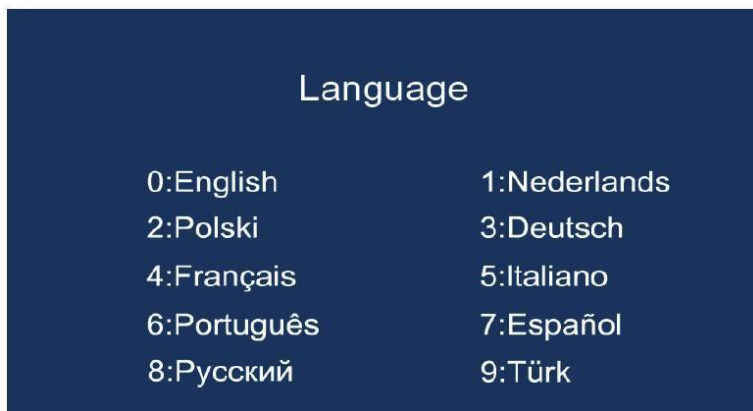 Language
0:English 1:Nederlands
2:Polski 3:Deutsch
4:Français 5:Italiano
6:Português 7:Español
8:Русский 9:Türk